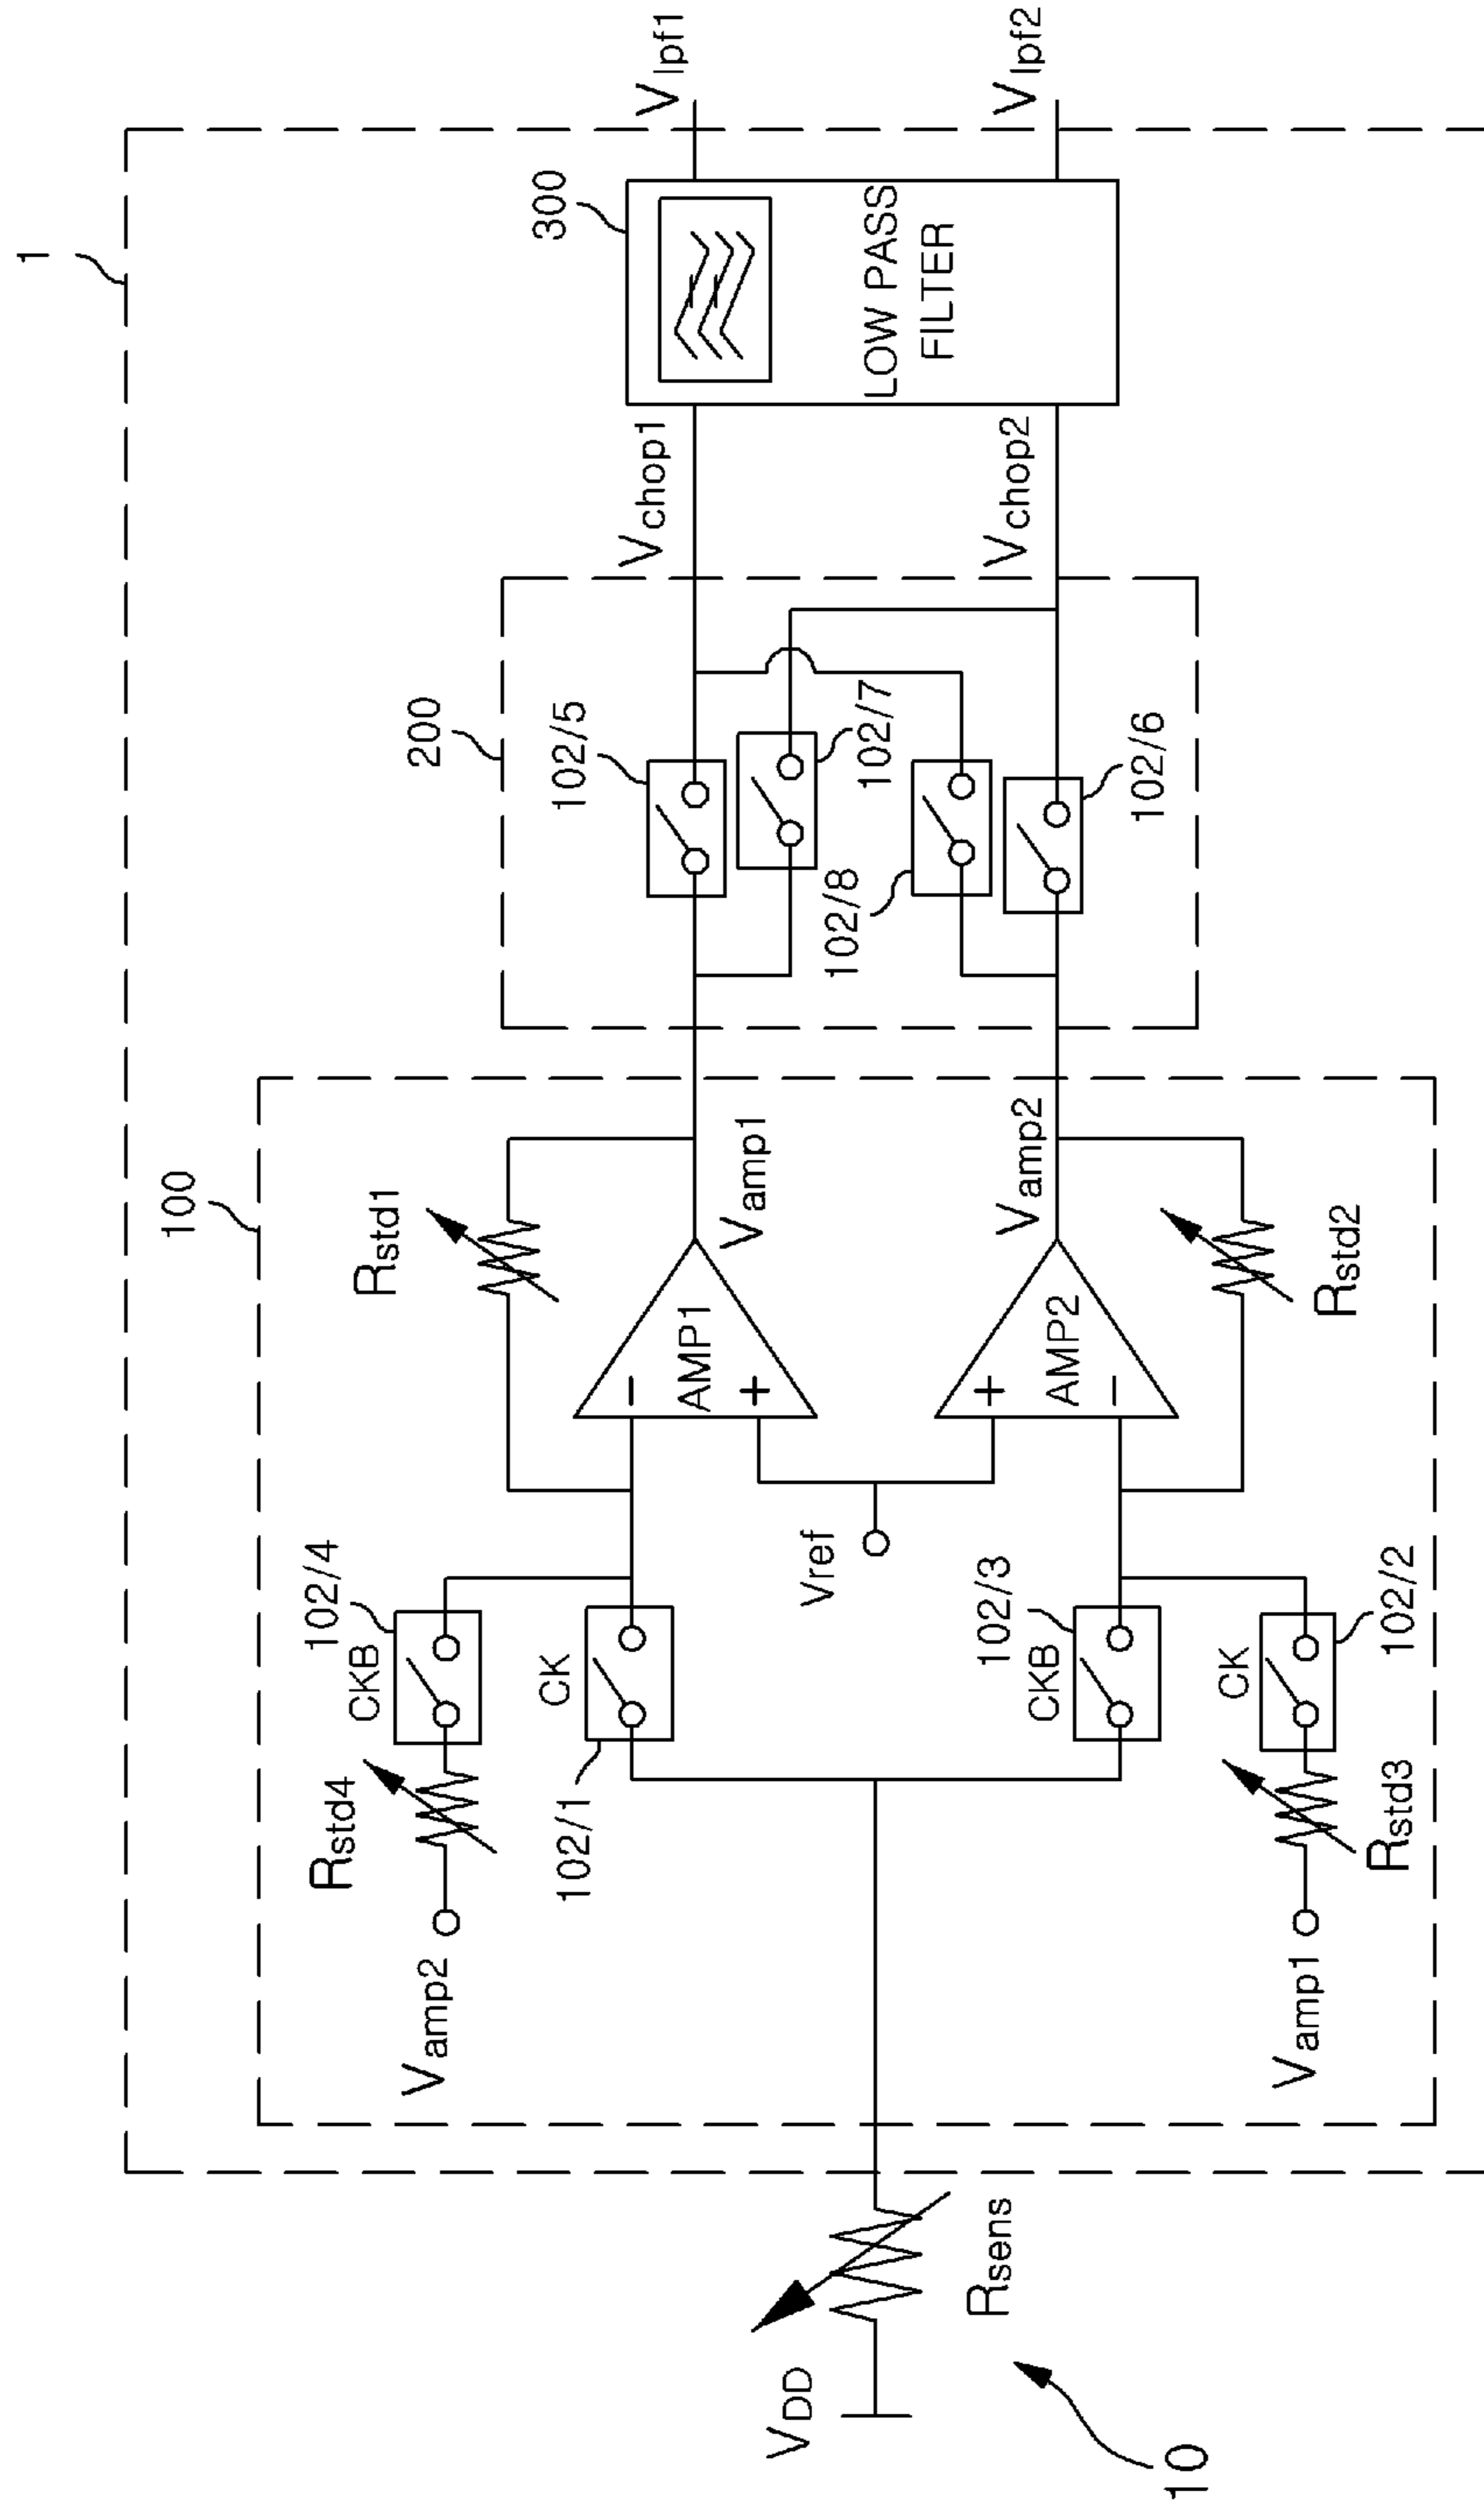 1
100
200
300
Rstd4
CKB
102/4
Rstd1
Vamp2
102/5
Vchop1
Vlpf1
CK
102/1
AMP1
−
+
Vamp1
102/7
VDD
Vref
102/8
LOW PASS
FILTER
Rsens
CKB
102/3
+
AMP2
−
Vamp2
Vchop2
Vlpf2
102/6
10
CK
Vamp1
Rstd3
102/2
Rstd2